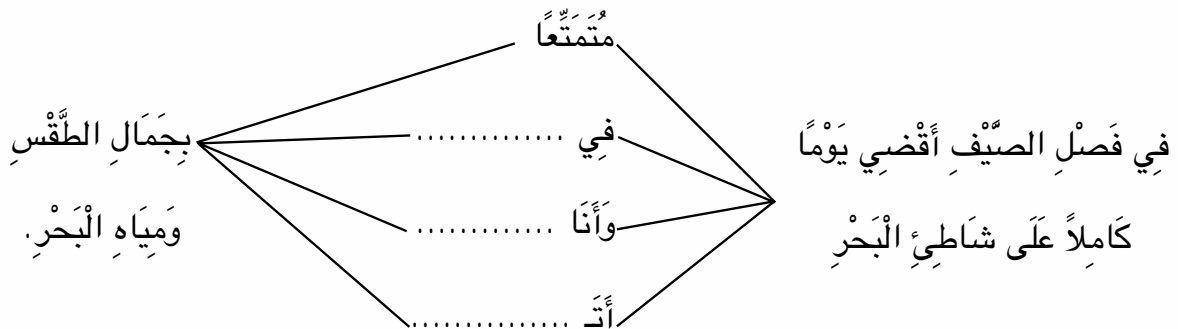 فِي فَصْلِ الصَّيْفِ أَقْضِي يَوْمًا
كَامِلاً عَلَى شَاطِئِ الْبَحْرِ
مُتَمَتِّعًا
فِي ..............
وَأَنَا .............
أَتَـ ...............
بِجَمَالِ الطَّقْسِ
وَمِيَاهِ الْبَحْرِ.